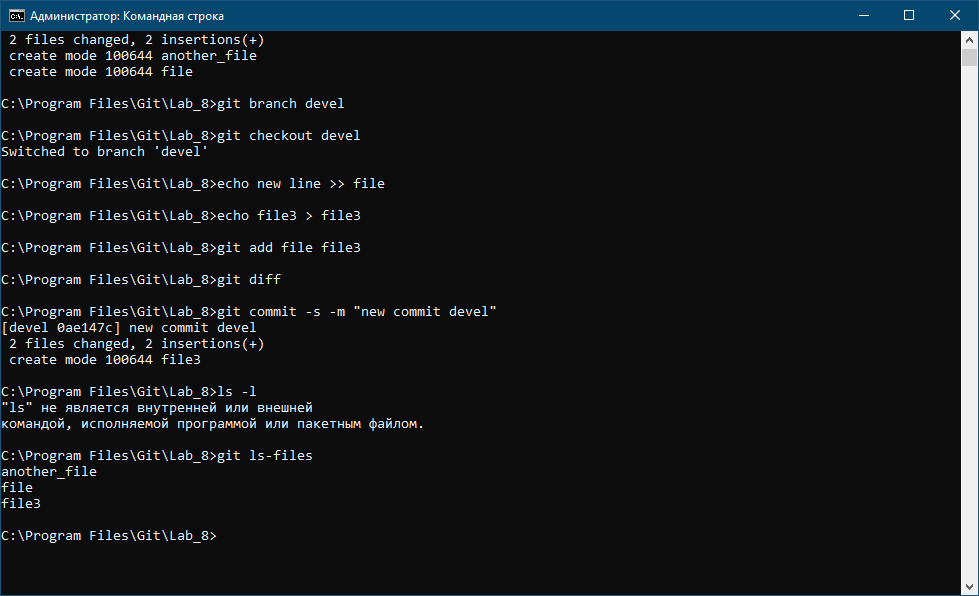 Администратор: Командная строка
2 files changed, 2 insertions(+)
create mode 100644 another_file
create mode 100644 file
C:\Program Files\Git\Lab_8>git branch devel
C:\Program Files\Git\Lab_8>git checkout devel
Switched to branch 'devel'
C:\Program Files\Git\Lab_8>echo new line >> file
C:\Program Files\Git\Lab_8>echo file3 > file3
C:\Program Files\Git\Lab_8>git add file file3
C:\Program Files\Git\Lab_8>git diff
C:\Program Files\Git\Lab_8>git commit -s -m "new commit devel"
[devel 0ae147c] new commit devel
2 files changed, 2 insertions(+)
create mode 100644 file3
C:\Program Files\Git\Lab_8>ls -l
"ls" не является внутренней или внешней
командой, исполняемой программой или пакетным файлом.
C:\Program Files\Git\Lab_8>git ls-files
another_file
file
file3
C:\Program Files\Git\Lab_8>